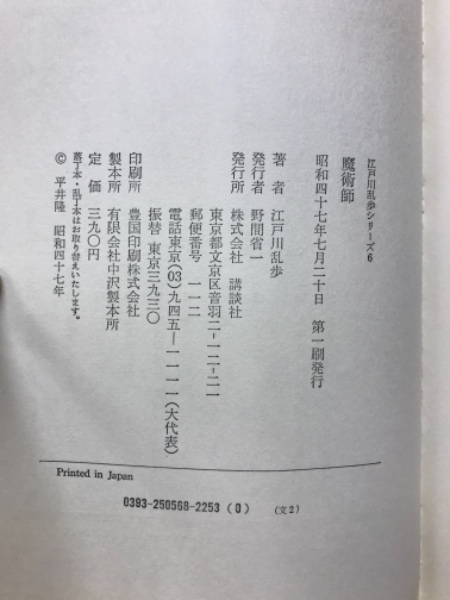 江戸川乱歩シリーズ6
魔術師
昭和四十七年七月二十日　第一刷発行
著者　江戸川乱歩
発行者　野間省一
発行所　株式会社　講談社
東京都文京区音羽二-一二-二一
郵便番号　一一二
電話東京(03)九四五―一一一一(大代表)
振替　東京三九三〇
印刷所　豊国印刷株式会社
製本所　有限会社中沢製本所
定価　三九〇円
落丁本・乱丁本はお取り替えいたします。
©　平井隆　昭和四十七年
Printed in Japan
0393-250568-2253 (0)　(文2)